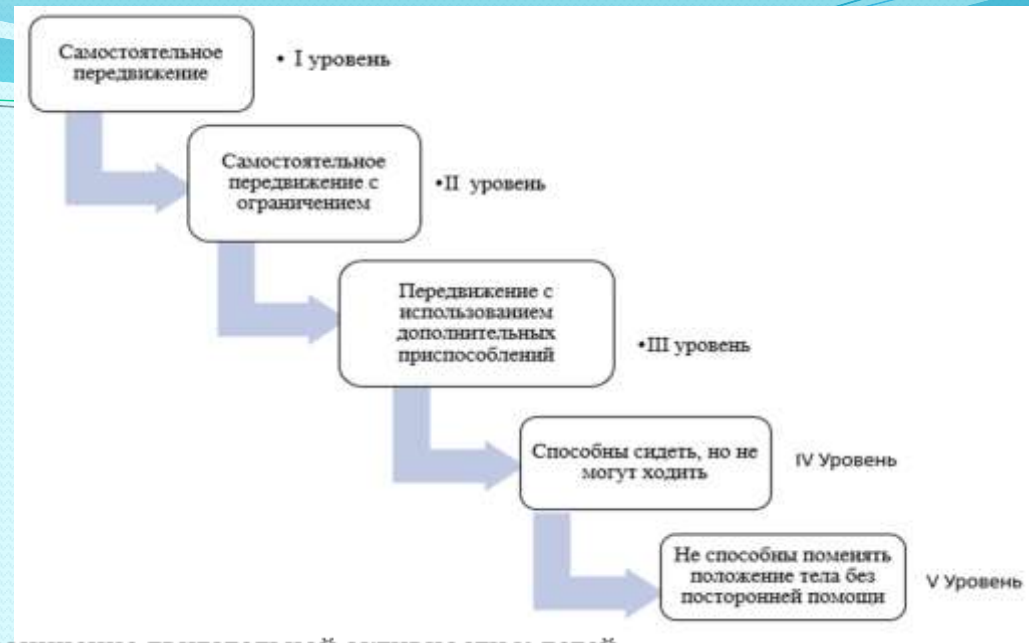 Самостоятельное
передвижение
• I уровень
Самостоятельное
передвижение с
ограничением
•II уровень
Передвижение с
использованием
дополнительных
приспособлений
•III уровень
Способны сидеть, но не
могут ходить
IV Уровень
Не способны поменять
положение тела без
посторонней помощи
V Уровень